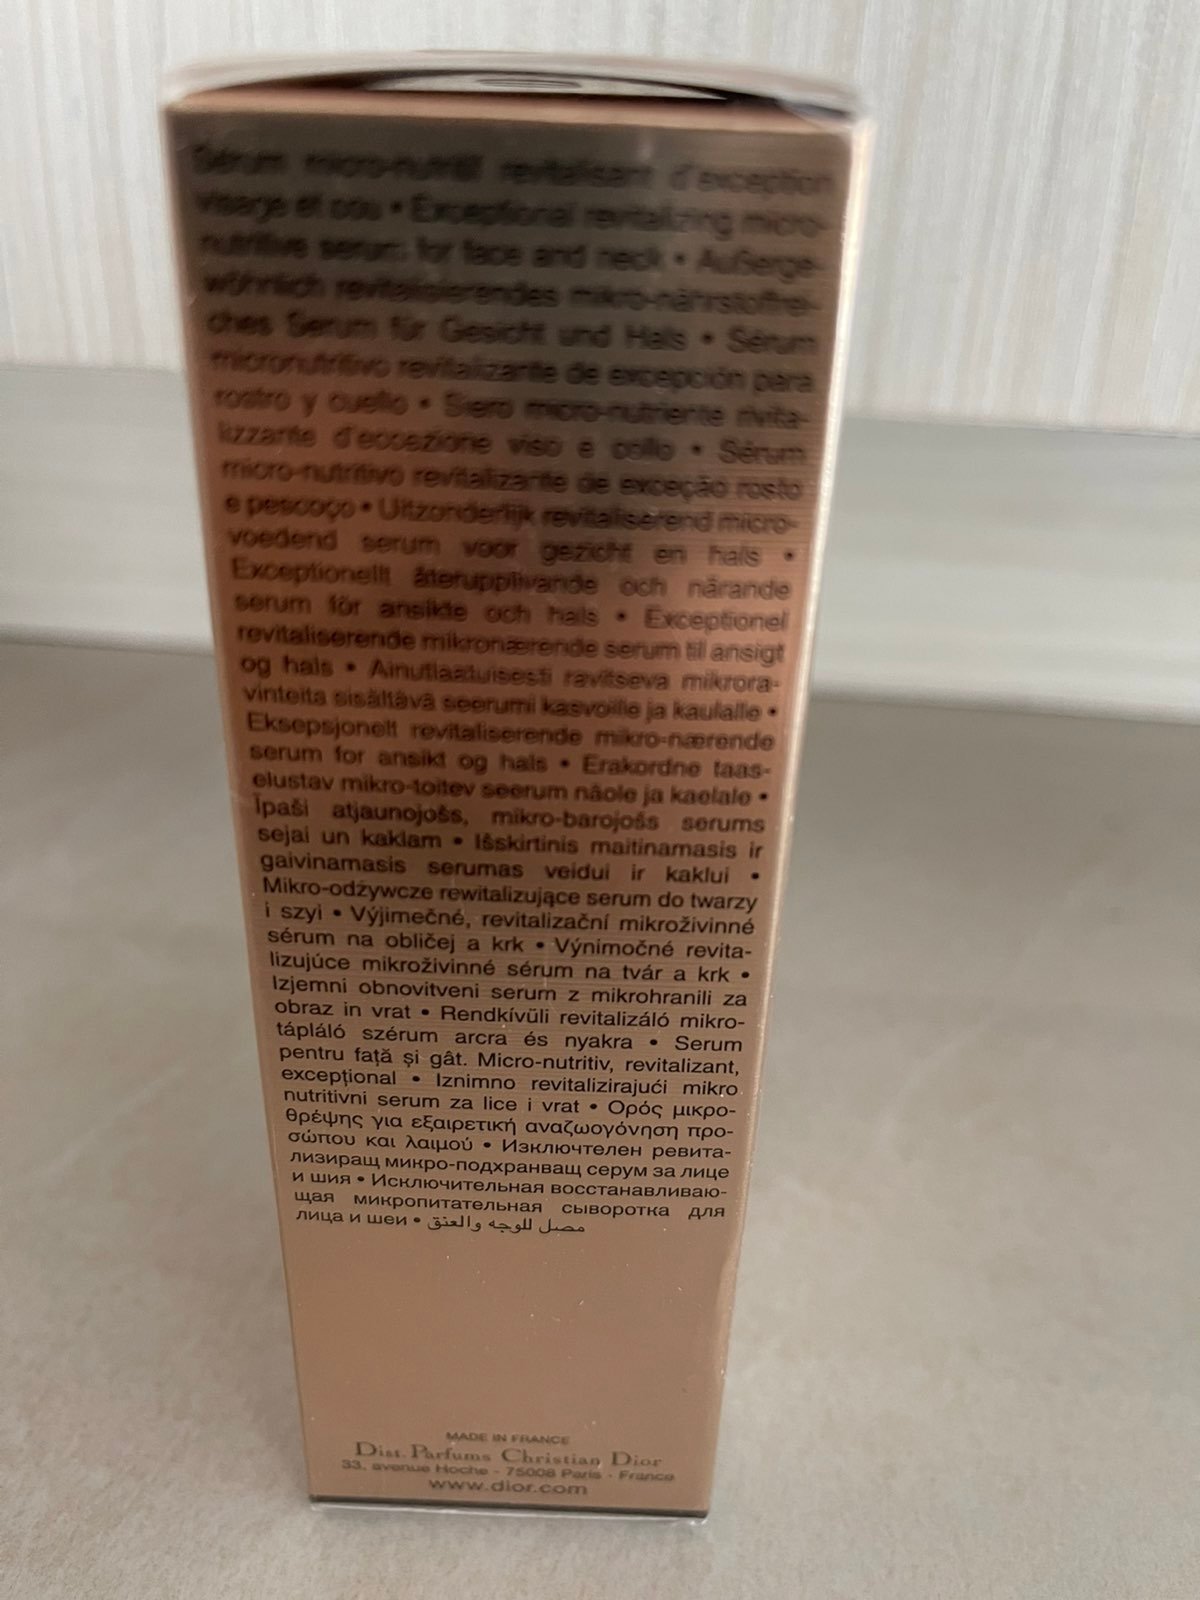 Sérum micro-nutritif revitalisant d'exception
visage et cou • Exceptional revitalizing micro-
nutritive serum for face and neck • Außerge-
wöhnlich revitalisierendes mikro-nährstoffrei-
ches Serum für Gesicht und Hals • Sérum
micronutritivo revitalizante de excepción para
rostro y cuello • Siero micro-nutriente rivita-
lizzante d'eccezione viso e collo • Sérum
micro-nutritivo revitalizante de exceção rosto
e pescoço • Uitzonderlijk revitaliserend micro-
voedend serum voor gezicht en hals •
Exceptionellt återupplivande och närande
serum för ansikte och hals • Exceptionel
revitaliserende mikronærende serum til ansigt
og hals • Ainutlaatuisesti ravitseva mikrora-
vinteita sisältävä seerumi kasvoille ja kaulalle •
Eksepsjonelt revitaliserende mikro-nærende
serum for ansikt og hals • Erakordne taas-
elustav mikro-toitev seerum näole ja kaelale •
Īpaši atjaunojošs, mikro-barojošs serums
sejai un kaklam • Išskirtinis maitinamasis ir
gaivinamasis serumas veidui ir kaklui •
Mikro-odżywcze rewitalizujące serum do twarzy
i szyi • Výjimečné, revitalizační mikroživinné
sérum na obličej a krk • Výnimočné revita-
lizujúce mikroživinné sérum na tvár a krk •
Izjemni obnovitveni serum z mikrohranili za
obraz in vrat • Rendkívüli revitalizáló mikro-
tápláló szérum arcra és nyakra • Serum
pentru față și gât. Micro-nutritiv, revitalizant,
excepțional • Iznimno revitalizirajući mikro
nutritivni serum za lice i vrat • Ορός μικρο-
θρέψης για εξαιρετική αναζωογόνηση προ-
σώπου και λαιμού • Изключтелен ревита-
лизиращ микро-подхранващ серум за лице
и шия • Исключительная восстанавливаю-
щая микропитательная сыворотка для
лица и шеи • مصل للوجه والعنق
MADE IN FRANCE
Dist. Parfums Christian Dior
33, avenue Hoche - 75008 Paris - France
www.dior.com